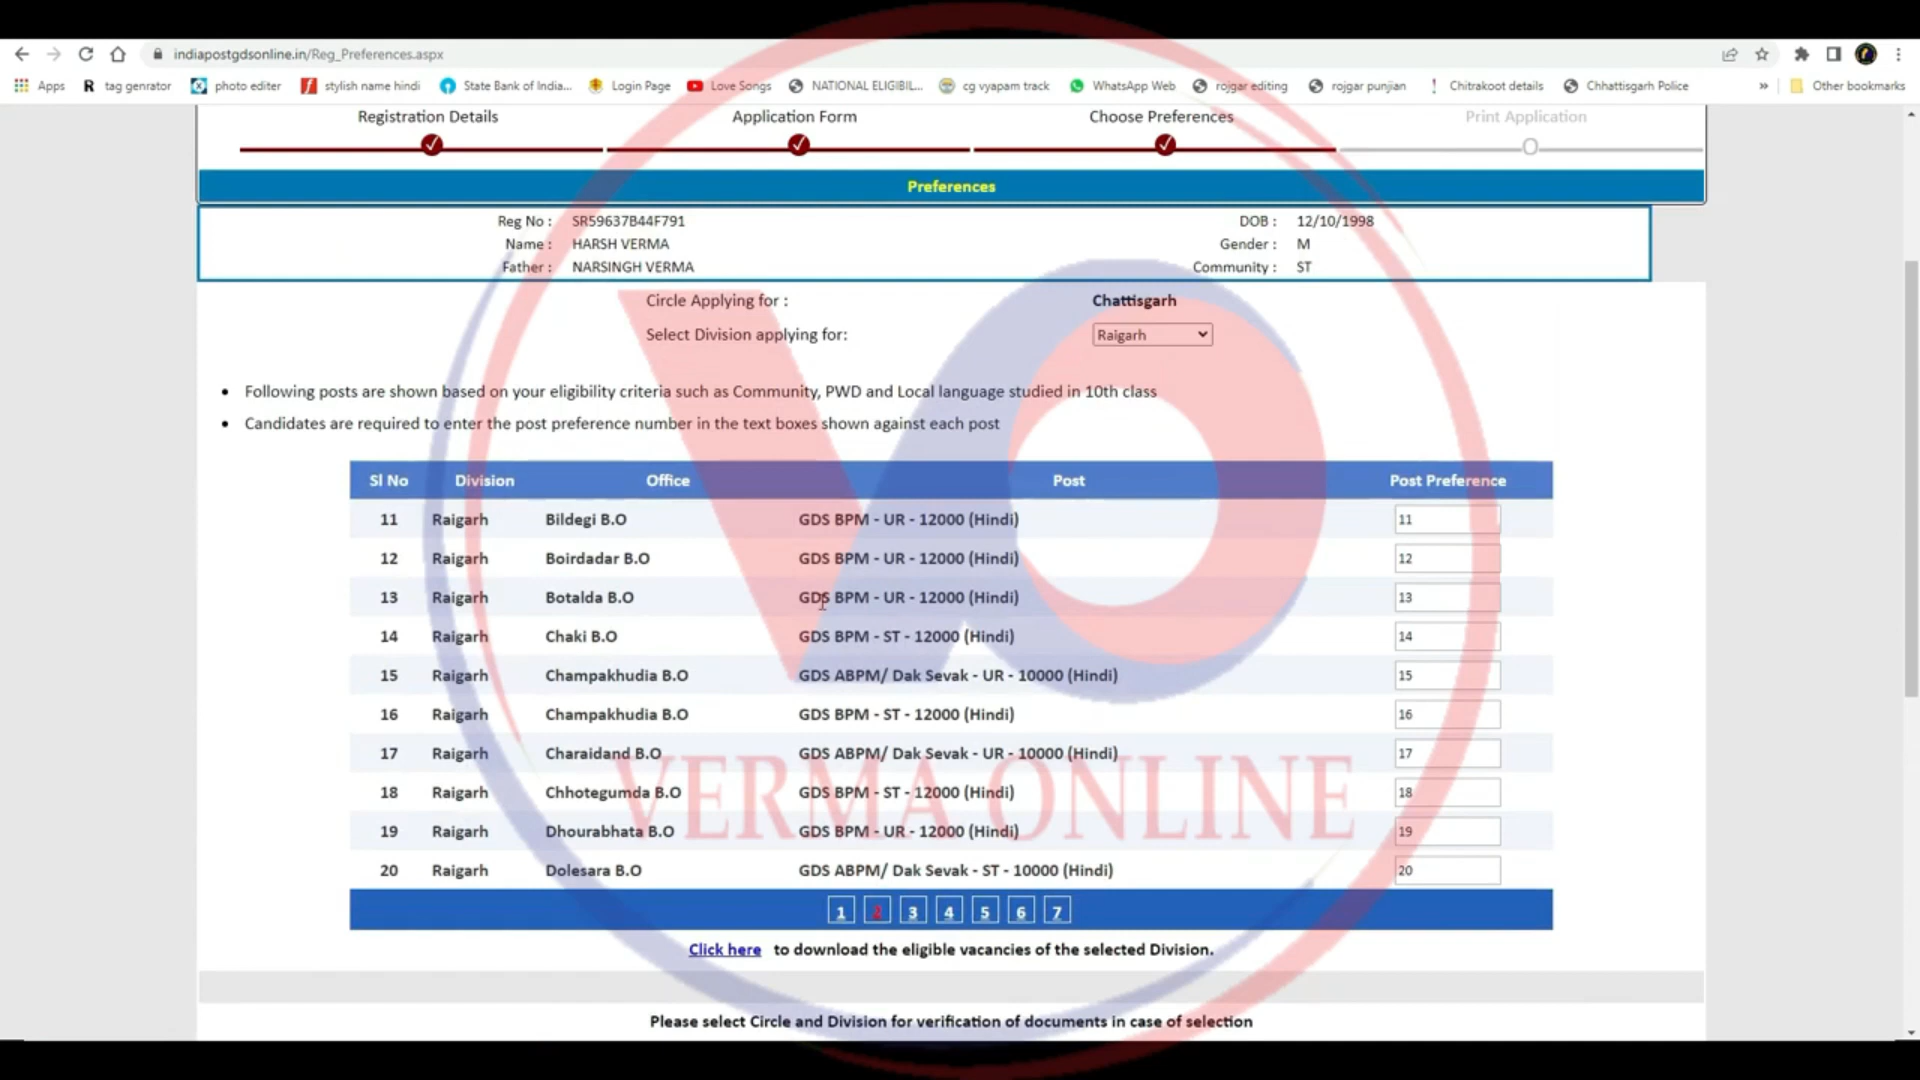 indiapostgdsonline.in/Reg_Preferences.aspx
Apps R tag genrator photo editer stylish name hindi State Bank of India... Login Page Love Songs NATIONAL ELIGIBIL... cg vyapam track WhatsApp Web rojgar editing rojgar punjian Chitrakoot details Chhattisgarh Police » Other bookmarks
Registration Details Application Form Choose Preferences Print Application
Preferences
Reg No : SR59637B44F791 DOB : 12/10/1998
Name : HARSH VERMA Gender : M
Father : NARSINGH VERMA Community : ST
Circle Applying for : Chattisgarh
Select Division applying for: Raigarh
• Following posts are shown based on your eligibility criteria such as Community, PWD and Local language studied in 10th class
• Candidates are required to enter the post preference number in the text boxes shown against each post
Sl No Division Office Post Post Preference
11 Raigarh Bildegi B.O GDS BPM - UR - 12000 (Hindi) 11
12 Raigarh Boirdadar B.O GDS BPM - UR - 12000 (Hindi) 12
13 Raigarh Botalda B.O GDS BPM - UR - 12000 (Hindi) 13
14 Raigarh Chaki B.O GDS BPM - ST - 12000 (Hindi) 14
15 Raigarh Champakhudia B.O GDS ABPM/ Dak Sevak - UR - 10000 (Hindi) 15
16 Raigarh Champakhudia B.O GDS BPM - ST - 12000 (Hindi) 16
17 Raigarh Charaidand B.O GDS ABPM/ Dak Sevak - UR - 10000 (Hindi) 17
18 Raigarh Chhotegumda B.O GDS BPM - ST - 12000 (Hindi) 18
19 Raigarh Dhourabhata B.O GDS BPM - UR - 12000 (Hindi) 19
20 Raigarh Dolesara B.O GDS ABPM/ Dak Sevak - ST - 10000 (Hindi) 20
VERMA ONLINE
1 2 3 4 5 6 7
Click here to download the eligible vacancies of the selected Division.
Please select Circle and Division for verification of documents in case of selection